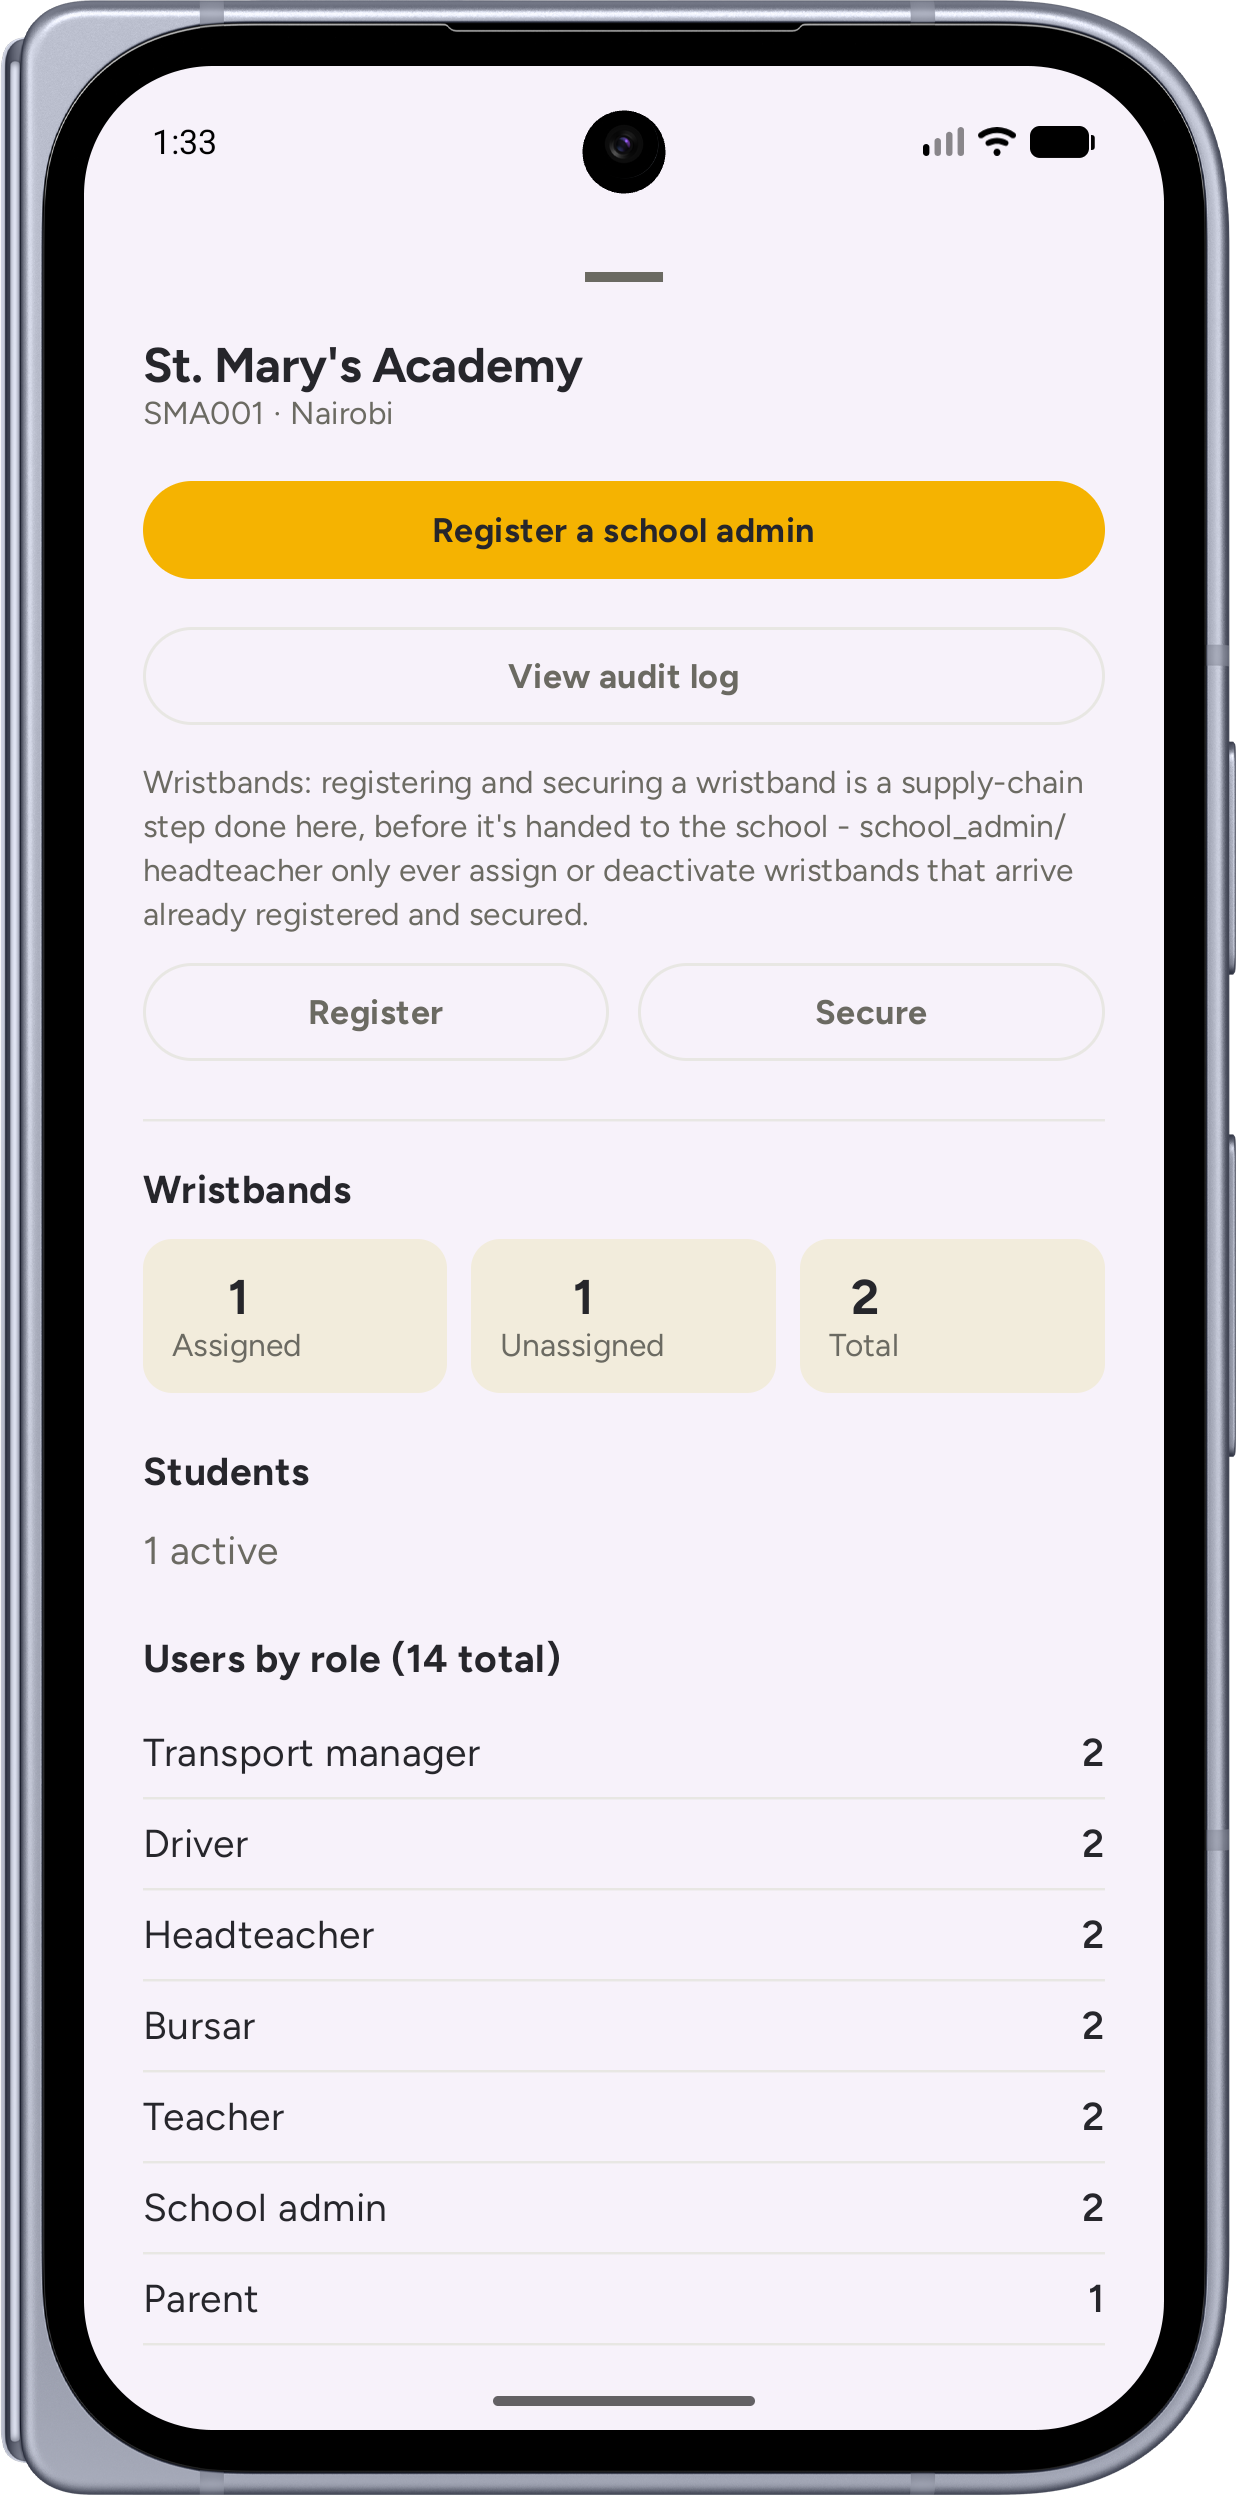 1:33
St. Mary's Academy
SMA001 · Nairobi
Register a school admin
View audit log
Wristbands: registering and securing a wristband is a supply-chain
step done here, before it's handed to the school - school_admin/
headteacher only ever assign or deactivate wristbands that arrive
already registered and secured.
Register
Secure
Wristbands
1
Assigned
1
Unassigned
2
Total
Students
1 active
Users by role (14 total)
Transport manager 2
Driver 2
Headteacher 2
Bursar 2
Teacher 2
School admin 2
Parent 1